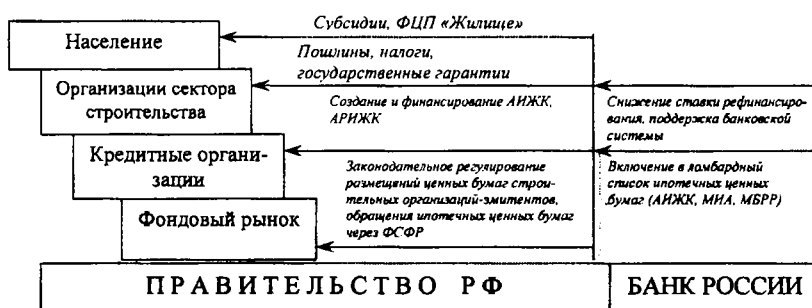 Субсидии, ФЦП «Жилище»
Население
Пошлины, налоги,
государственные гарантии
Организации сектора
строительства
Создание и финансирование АИЖК,
АРИЖК
Снижение ставки рефинансиро-
вания, поддержка банковской
системы
Кредитные органи-
зации
Законодательное регулирование
размещений ценных бумаг строи-
тельных организаций-эмитентов,
обращения ипотечных ценных бумаг
через ФСФР
Включение в ломбардный
список ипотечных ценных
бумаг (АИЖК, МИА, МБРР)
Фондовый рынок
ПРАВИТЕЛЬСТВО РФ
БАНК РОССИИ